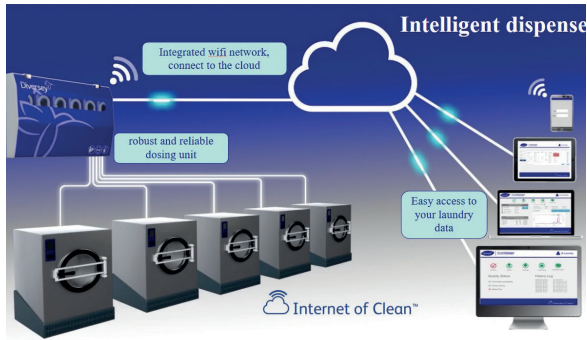 Intelligent dispense
Integrated wifi network,
connect to the cloud
Diversey
robust and reliable
dosing unit
Easy access to
your laundry
data
Internet of Clean™